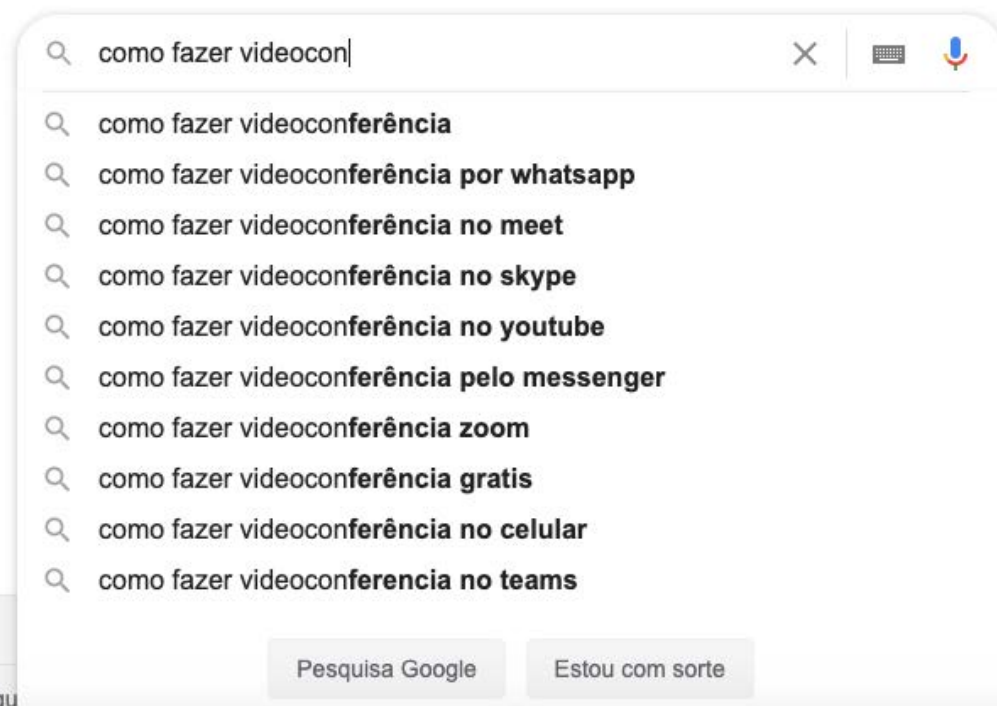 como fazer videocon
como fazer videoconferência
como fazer videoconferência por whatsapp
como fazer videoconferência no meet
como fazer videoconferência no skype
como fazer videoconferência no youtube
como fazer videoconferência pelo messenger
como fazer videoconferência zoom
como fazer videoconferência gratis
como fazer videoconferência no celular
como fazer videoconferencia no teams
Pesquisa Google Estou com sorte